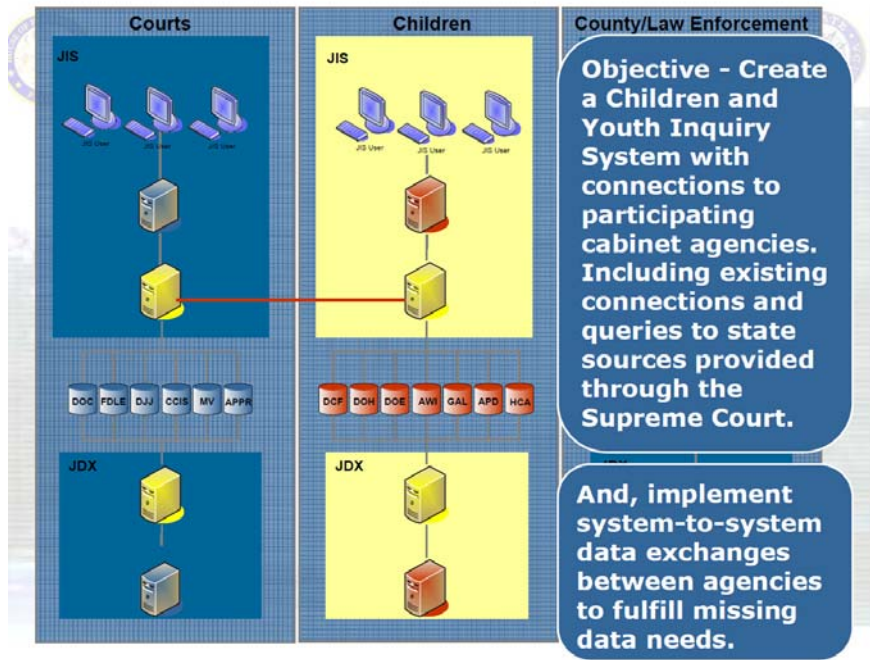 Courts
JIS
JIS User
JIS User
JIS User
DOC FDLE DJJ CCIS MV APPR
JDX
Children
JIS
JIS User
JIS User
JIS User
DCF DOH DOE AWI GAL APD HCA
JDX
County/Law Enforcement
Objective - Create
a Children and
Youth Inquiry
System with
connections to
participating
cabinet agencies.
Including existing
connections and
queries to state
sources provided
through the
Supreme Court.
And, implement
system-to-system
data exchanges
between agencies
to fulfill missing
data needs.